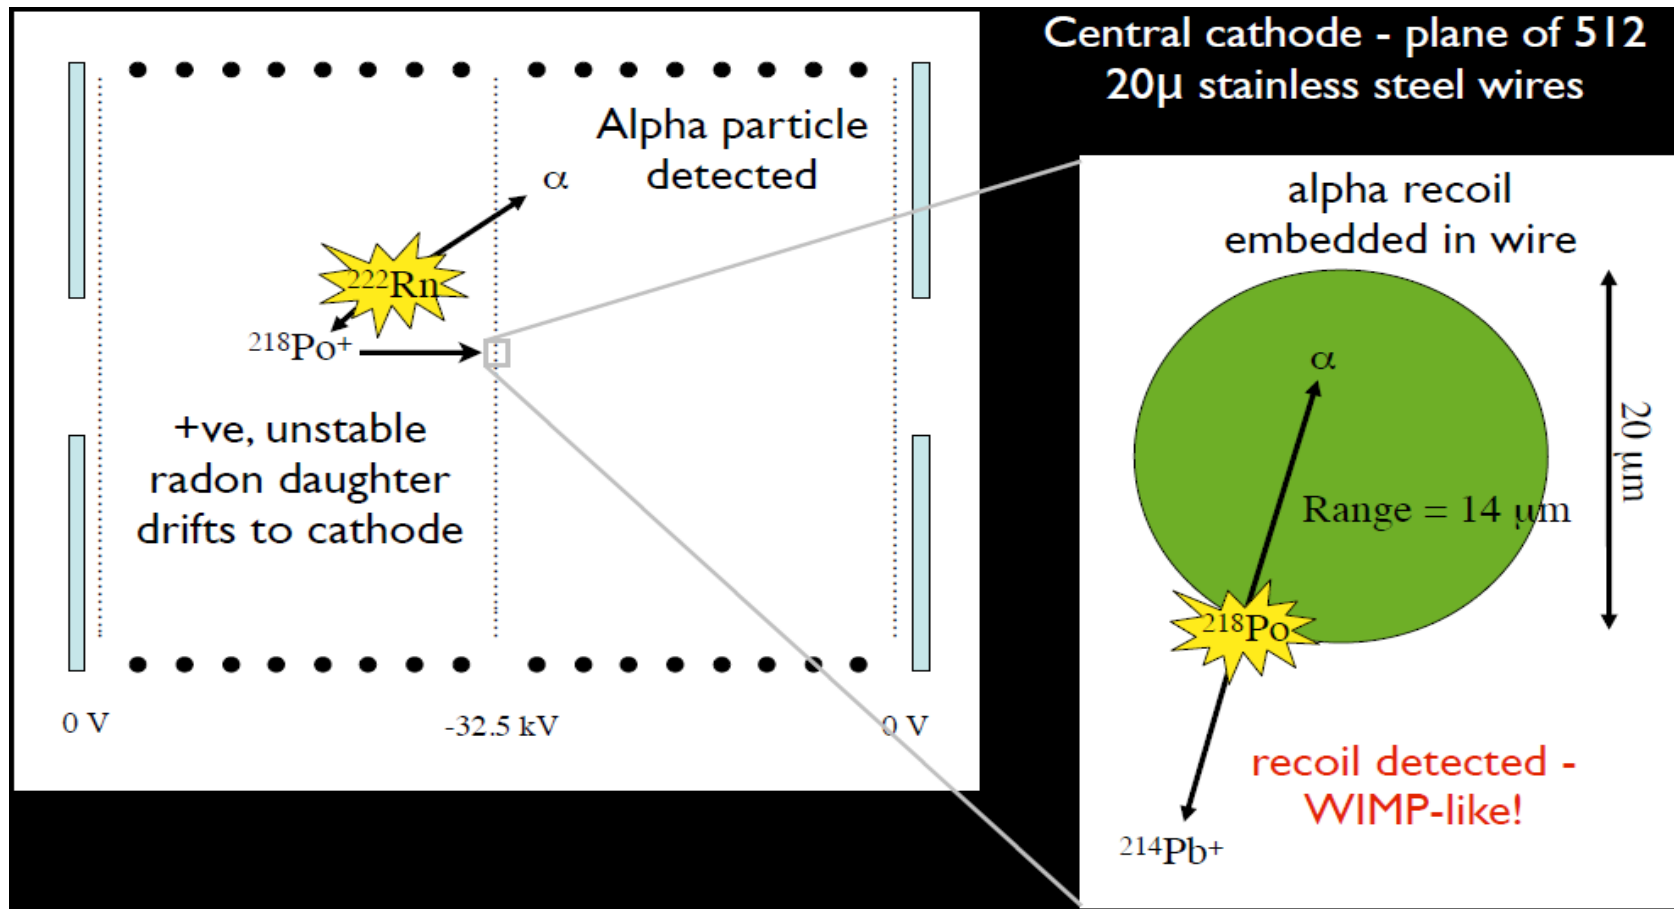 Central cathode - plane of 512
20μ stainless steel wires
Alpha particle
detected
α
²²²Rn
²¹⁸Po⁺
+ve, unstable
radon daughter
drifts to cathode
0 V
-32.5 kV
0 V
alpha recoil
embedded in wire
α
Range = 14 μm
20 μm
²¹⁸Po
recoil detected -
WIMP-like!
²¹⁴Pb⁺